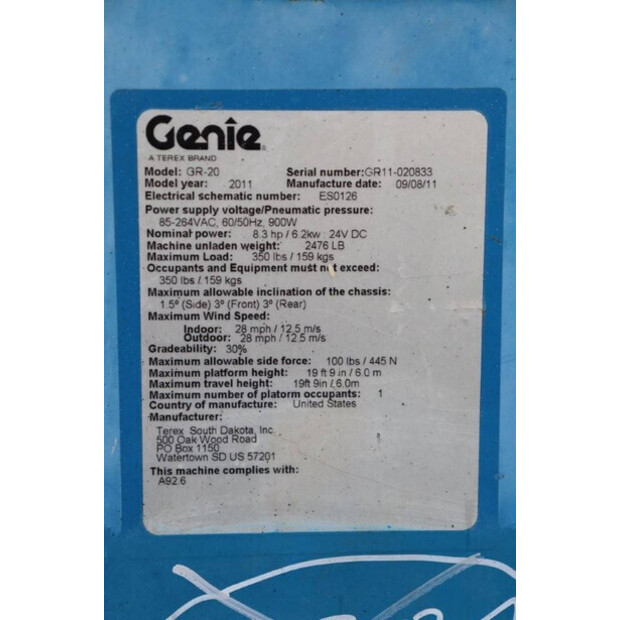 Genie
A TEREX BRAND
Model: GR-20 Serial number:GR11-020833
Model year: 2011 Manufacture date: 09/08/11
Electrical schematic number: ES0126
Power supply voltage/Pneumatic pressure:
85-264VAC, 60/50Hz, 900W
Nominal power: 8.3 hp / 6.2kw : 24V DC
Machine unladen weight: 2476 LB
Maximum Load: 350 lbs / 159 kgs
Occupants and Equipment must not exceed:
350 lbs / 159 kgs
Maximum allowable inclination of the chassis:
1.5º (Side) 3º (Front) 3º (Rear)
Maximum Wind Speed:
Indoor: 28 mph / 12.5 m/s
Outdoor: 28 mph / 12.5 m/s
Gradeability: 30%
Maximum allowable side force: 100 lbs / 445 N
Maximum platform height: 19 ft 9 in / 6.0 m
Maximum travel height: 19ft 9in / 6.0m
Maximum number of platorm occupants: 1
Country of manufacture: United States
Manufacturer:
Terex South Dakota, Inc.
500 Oak Wood Road
PO Box 1150
Watertown SD US 57201
This machine complies with:
A92.6